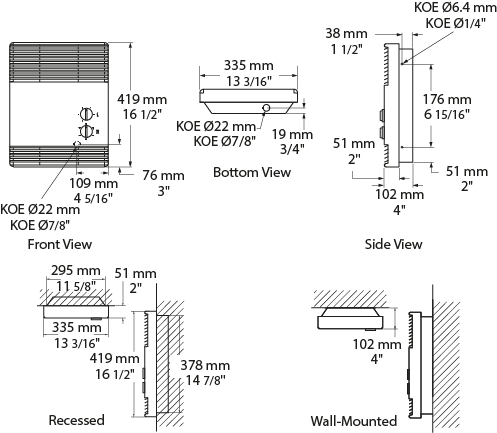 KOE Ø6.4 mm
KOE Ø1/4"
38 mm
1 1/2"
335 mm
13 3/16"
419 mm
16 1/2"
176 mm
6 15/16"
KOE Ø22 mm
KOE Ø7/8"
19 mm
3/4"
51 mm
2"
Bottom View
109 mm
4 5/16"
76 mm
3"
51 mm
2"
102 mm
4"
KOE Ø22 mm
KOE Ø7/8"
Front View
Side View
295 mm
11 5/8"
51 mm
2"
335 mm
13 3/16"
419 mm
16 1/2"
378 mm
14 7/8"
102 mm
4"
Recessed
Wall-Mounted